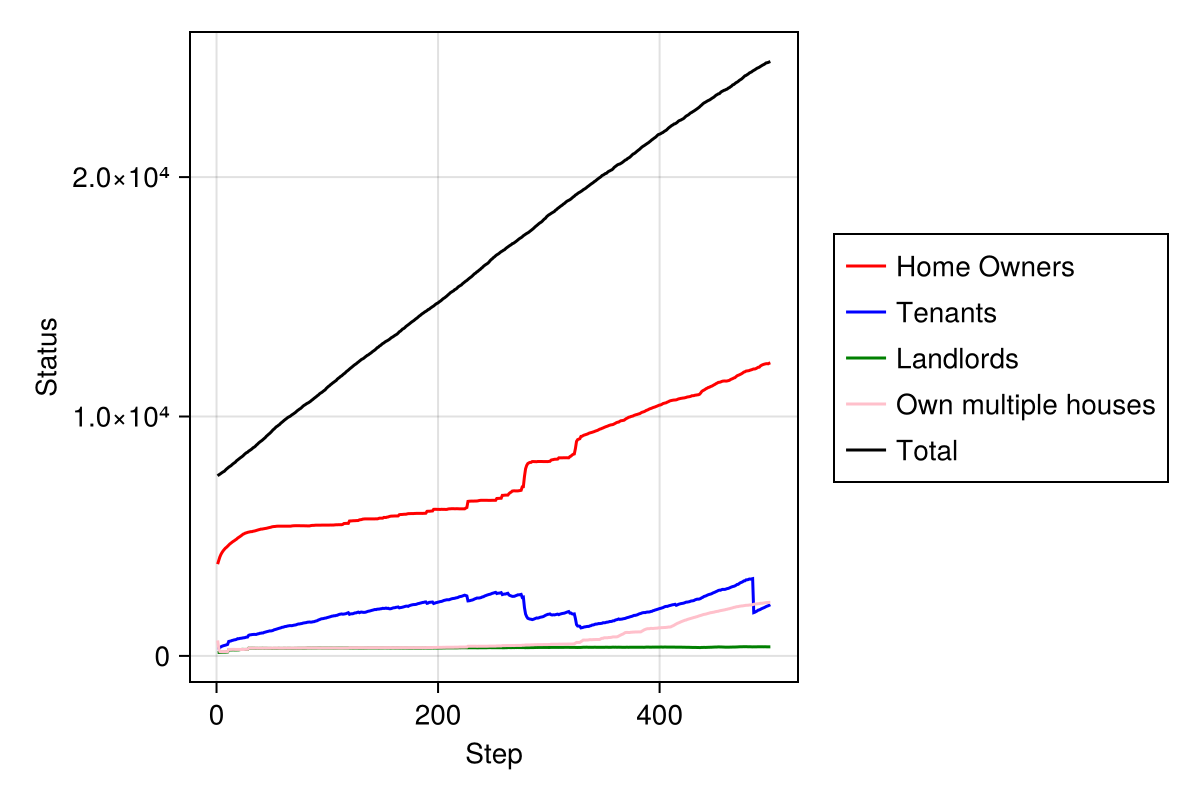 Status
2.0×10⁴
1.0×10⁴
0
0 200 400
Step
Home Owners
Tenants
Landlords
Own multiple houses
Total